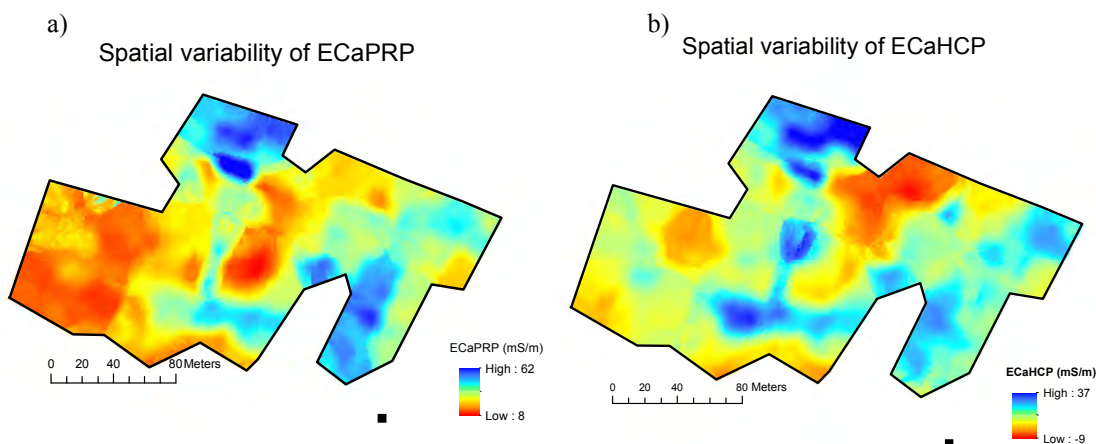 a)
Spatial variability of ECaPRP
0 20 40 80 Meters
ECaPRP (mS/m)
High : 62
Low : 8
b)
Spatial variability of ECaHCP
0 20 40 80 Meters
ECaHCP (mS/m)
High : 37
Low : -9